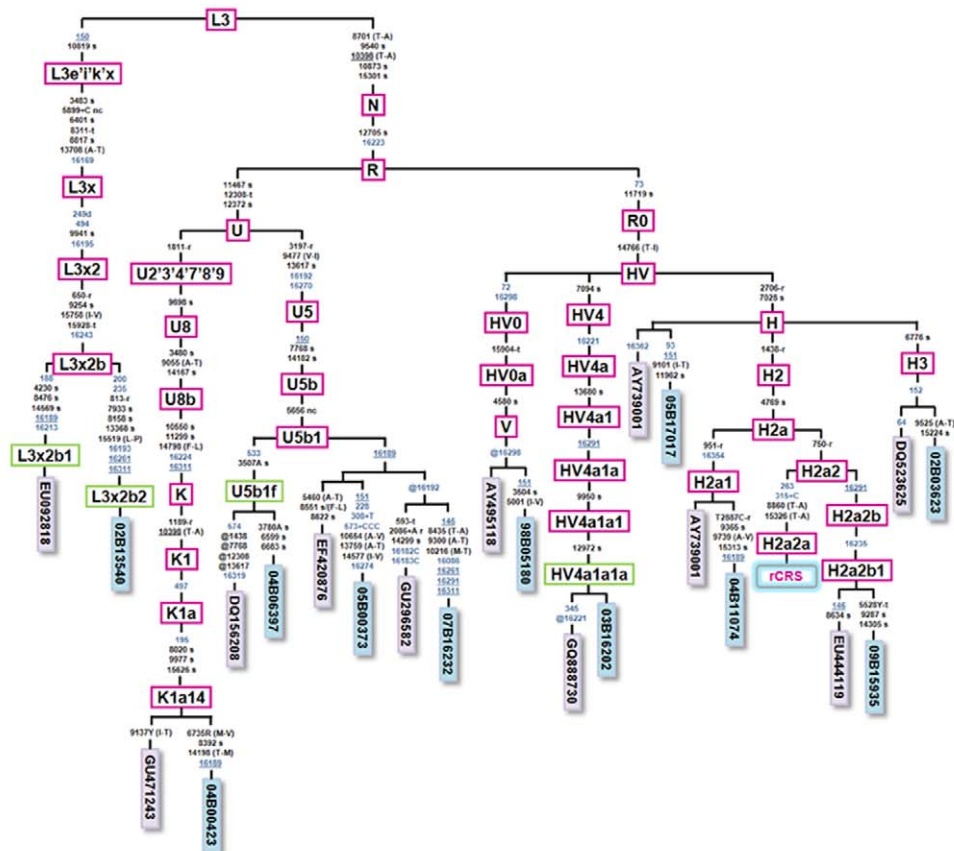 L3
150
10819 s
8701 (T-A)
9540 s
10398 (T-A)
10873 s
15301 s
L3e'i'k'x
N
3483 s
5899+C nc
6401 s
8311-t
8817 s
13708 (A-T)
16169
12705 s
16223
R
L3x
11467 s
12308-t
12372 s
73
11719 s
249d
494
9941 s
16195
U
R0
1811-r
3197-r
9477 (V-I)
13617 s
16192
16270
14766 (T-I)
L3x2
U2'3'4'7'8'9
HV
650-r
9254 s
15758 (I-V)
15928-t
16243
9698 s
72
16298
7094 s
2706-r
7028 s
U8
U5
HV0
HV4
H
3480 s
9055 (A-T)
14167 s
150
7768 s
14182 s
15904-t
16221
16362
93
151
9101 (I-T)
11962 s
1438-r
6776 s
L3x2b
U8b
U5b
HV0a
HV4a
H2
H3
188
4230 s
8476 s
14569 s
16189
16213
200
235
813-r
7933 s
8158 s
13368 s
15519 (L-P)
16193
16261
16311
10550 s
11299 s
14798 (F-L)
16224
16311
5656 nc
4580 s
13680 s
AY739001
05B17017
4769 s
152
U5b1
V
HV4a1
H2a
64
9525 (A-T)
15224 s
L3x2b1
K
533
3507A s
16189
@16298
151
3604 s
5001 (I-V)
16291
951-r
16354
750-r
DQ523625
02B03623
EU092818
L3x2b2
02B13540
1189-r
10398 (T-A)
U5b1f
5460 (A-T)
8551 s/(F-L)
8622 s
151
228
308+T
573+CCC
10654 (A-V)
13759 (A-T)
14577 (I-V)
16274
@16192
AY495118
98B05180
HV4a1a
H2a1
H2a2
K1
574
@1438
@7768
@12308
@13617
16319
3780A s
6599 s
6683 s
EF420876
05B00373
593-t
2086+A r
14299 s
16182C
16183C
146
8435 (T-A)
9300 (A-T)
10216 (M-T)
16086
16261
16291
16311
9950 s
HV4a1a1
T2887C-r
9365 s
9739 (A-V)
15313 s
16189
263
315+C
8860 (T-A)
15326 (T-A)
16291
H2a2b
497
DQ156208
04B06397
GU296582
07B16232
12972 s
AY739001
04B11074
H2a2a
16235
K1a
HV4a1a1a
rCRS
H2a2b1
195
8020 s
9977 s
15626 s
345
@16221
GQ888730
03B16202
146
8634 s
5528Y-t
9287 s
14305 s
K1a14
EU444119
09B15935
9137Y (I-T)
6735R (M-V)
8392 s
14198 (T-M)
16189
GU471243
04B00423